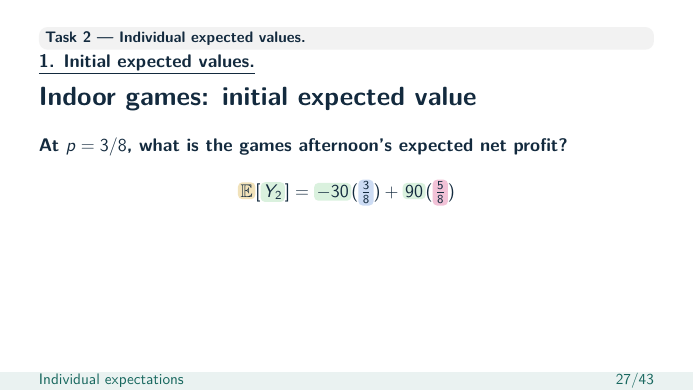 Task 2 — Individual expected values.
1. Initial expected values.
Indoor games: initial expected value
At p = 3/8, what is the games afternoon's expected net profit?
𝔼[Y₂] = −30(3/8) + 90(5/8)
Individual expectations 27/43